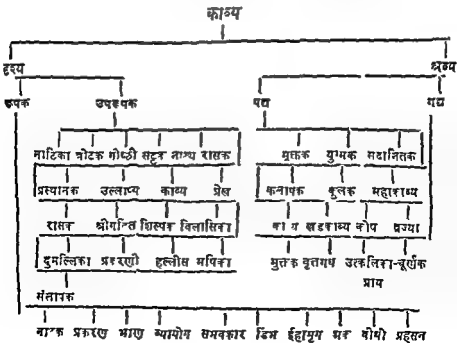 काव्य
दृश्य श्रव्य
रूपक उपरूपक पद्य गद्य
नाटिका त्रोटक गोष्ठी सट्टक नाट्य रासक मुक्तक युग्मक सदानितक
प्रस्थानक उल्लाप्य काव्य प्रेंख कलापक कुलक महाकाव्य
रासक श्रीगदित शिल्पक विलासिका काव्य खडकाव्य कोष व्रज्या
दुर्मल्लिका प्रकरणी हल्लीस भणिका मुक्तक वृत्तगंध उत्कलिका-चूर्णक
प्राय
संलापक
नाटक प्रकरण भाण व्यायोग समवकार डिम ईहामृग अंक वीथी प्रहसन